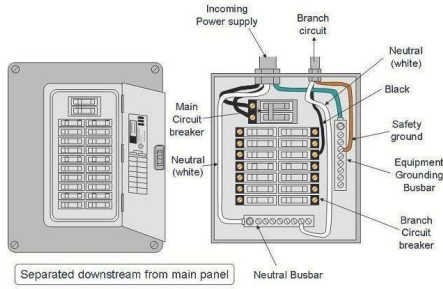 Incoming
Power supply
Branch
circuit
Neutral
(white)
Black
Main
Circuit
breaker
Safety
ground
Neutral
(white)
Equipment
Grounding
Busbar
Branch
Circuit
breaker
Separated downstream from main panel
Neutral Busbar